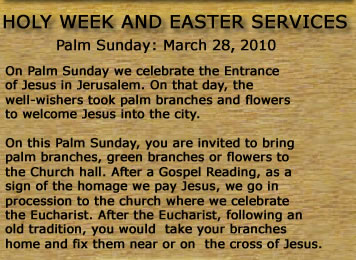 HOLY WEEK AND EASTER SERVICES
Palm Sunday: March 28, 2010
On Palm Sunday we celebrate the Entrance
of Jesus in Jerusalem. On that day, the
well-wishers took palm branches and flowers
to welcome Jesus into the city.
On this Palm Sunday, you are invited to bring
palm branches, green branches or flowers to
the Church hall. After a Gospel Reading, as a
sign of the homage we pay Jesus, we go in
procession to the church where we celebrate
the Eucharist. After the Eucharist, following an
old tradition, you would take your branches
home and fix them near or on the cross of Jesus.